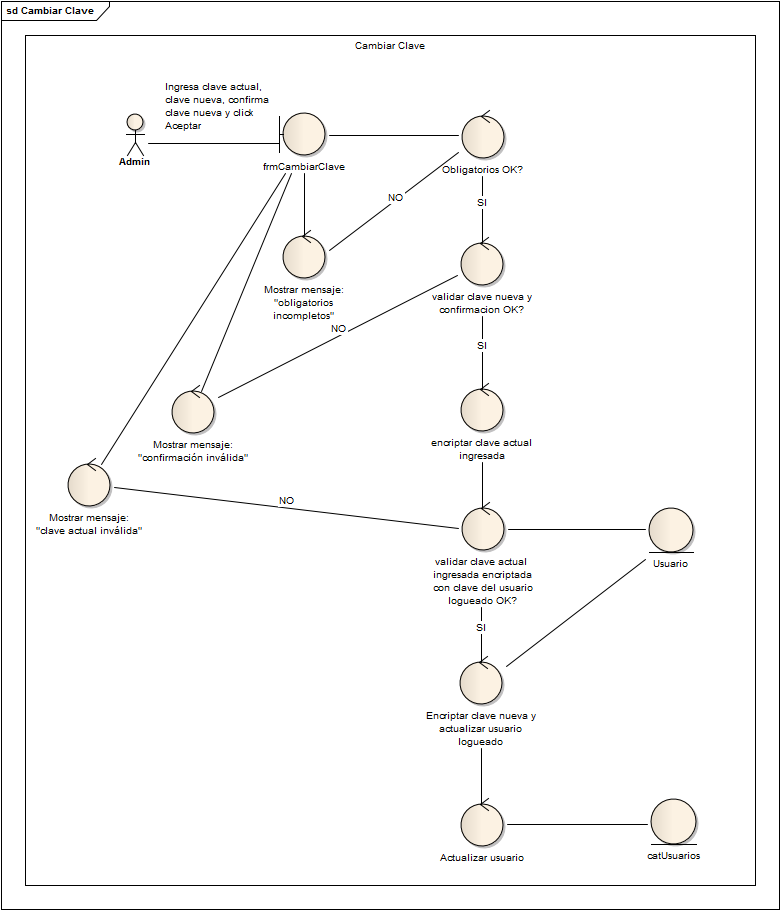 sd Cambiar Clave
Cambiar Clave
Ingresa clave actual,
clave nueva, confirma
clave nueva y click
Aceptar
Admin
frmCambiarClave
Obligatorios OK?
NO
SI
Mostrar mensaje:
"obligatorios
incompletos"
validar clave nueva y
confirmacion OK?
NO
SI
Mostrar mensaje:
"confirmación inválida"
encriptar clave actual
ingresada
Mostrar mensaje:
"clave actual inválida"
NO
validar clave actual
ingresada encriptada
con clave del usuario
logueado OK?
Usuario
SI
Encriptar clave nueva y
actualizar usuario
logueado
Actualizar usuario
catUsuarios